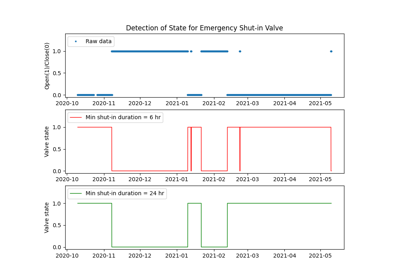 Detection of State for Emergency Shut-in Valve
Open(1)/Close(0)
1.0
0.5
0.0
Raw data
2020-10 2020-11 2020-12 2021-01 2021-02 2021-03 2021-04 2021-05
Valve state
1.0
0.5
0.0
Min shut-in duration = 6 hr
2020-10 2020-11 2020-12 2021-01 2021-02 2021-03 2021-04 2021-05
Valve state
1.0
0.5
0.0
Min shut-in duration = 24 hr
2020-10 2020-11 2020-12 2021-01 2021-02 2021-03 2021-04 2021-05